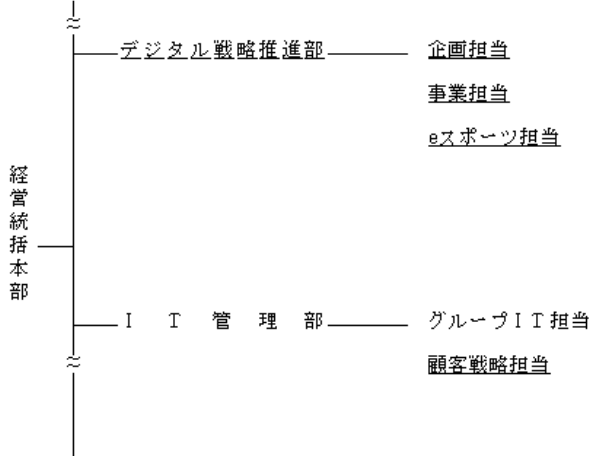 経営統括本部
デジタル戦略推進部
企画担当
事業担当
eスポーツ担当
ＩＴ管理部
グループＩＴ担当
顧客戦略担当